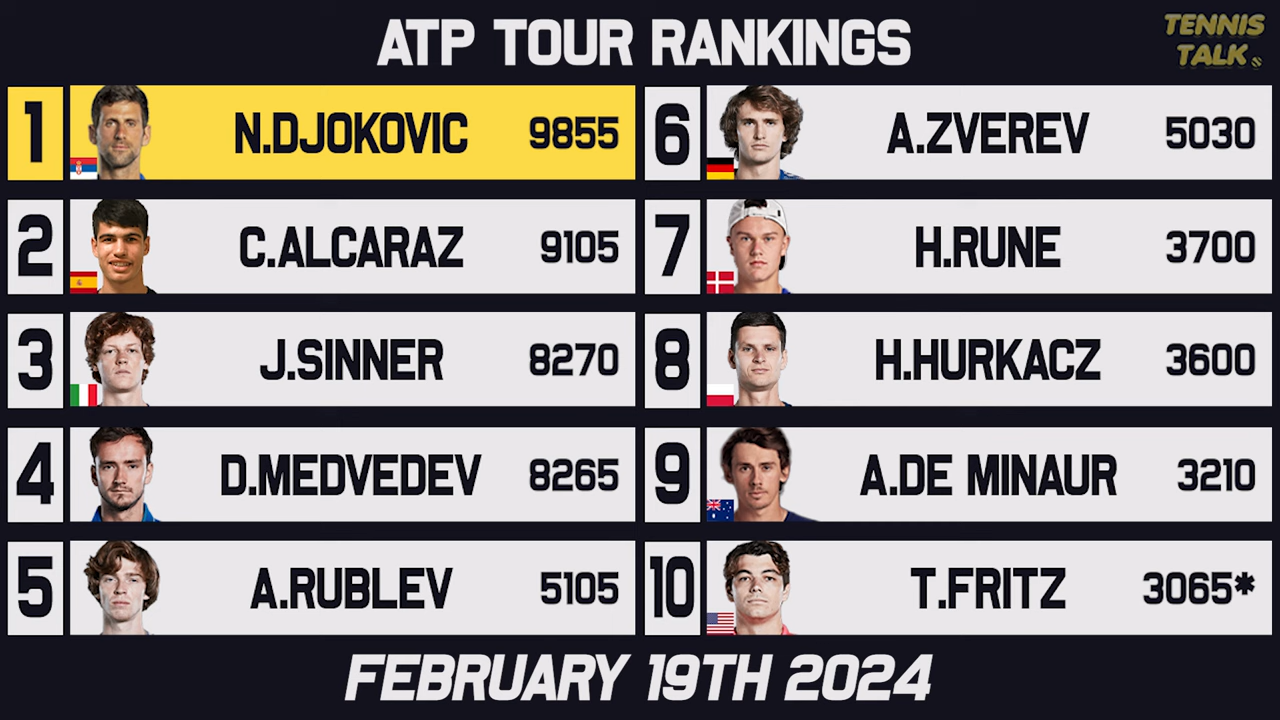 ATP TOUR RANKINGS
TENNIS
TALK
1 N.DJOKOVIC 9855
2 C.ALCARAZ 9105
3 J.SINNER 8270
4 D.MEDVEDEV 8265
5 A.RUBLEV 5105
6 A.ZVEREV 5030
7 H.RUNE 3700
8 H.HURKACZ 3600
9 A.DE MINAUR 3210
10 T.FRITZ 3065*
FEBRUARY 19TH 2024